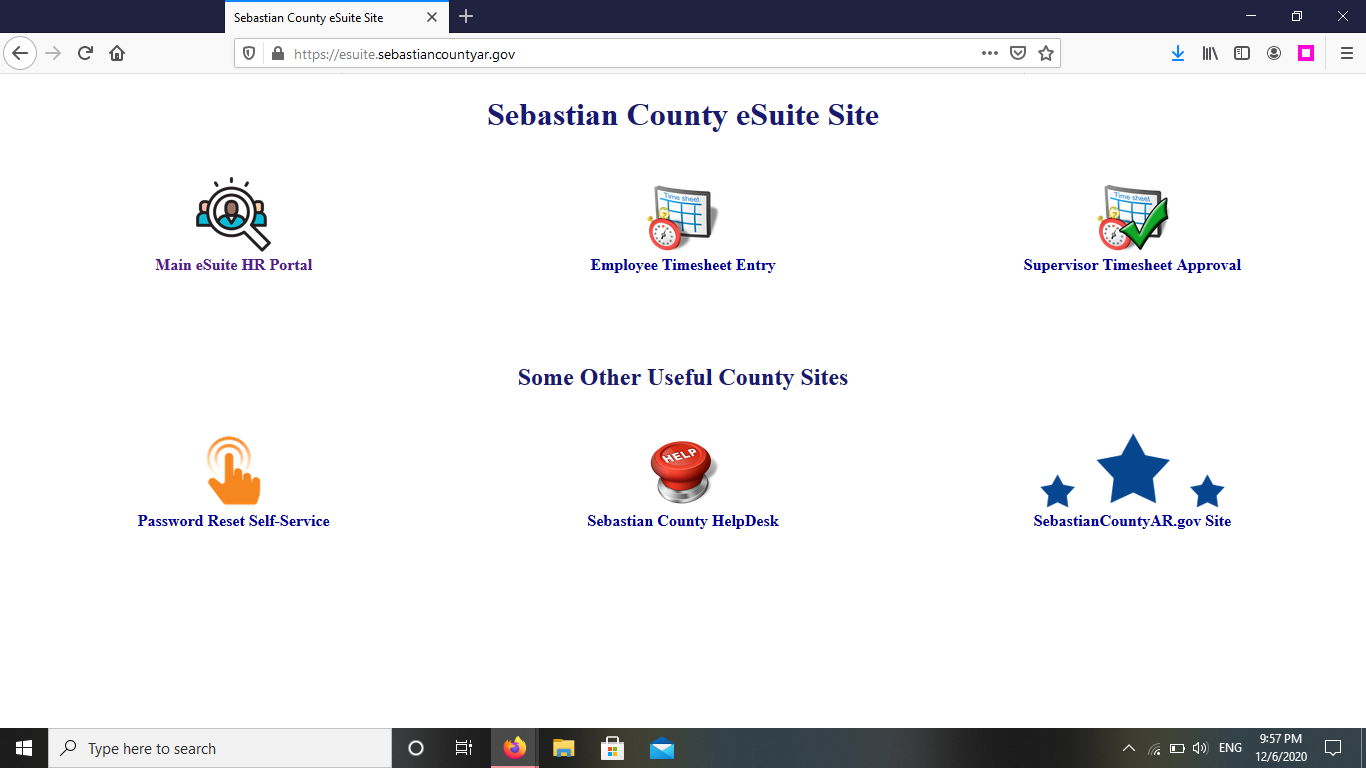 Sebastian County eSuite Site
https://esuite.sebastiancountyar.gov
Sebastian County eSuite Site
Time sheet
Time sheet
Main eSuite HR Portal
Employee Timesheet Entry
Supervisor Timesheet Approval
Some Other Useful County Sites
HELP
Password Reset Self-Service
Sebastian County HelpDesk
SebastianCountyAR.gov Site
Type here to search
ENG
9:57 PM
12/6/2020